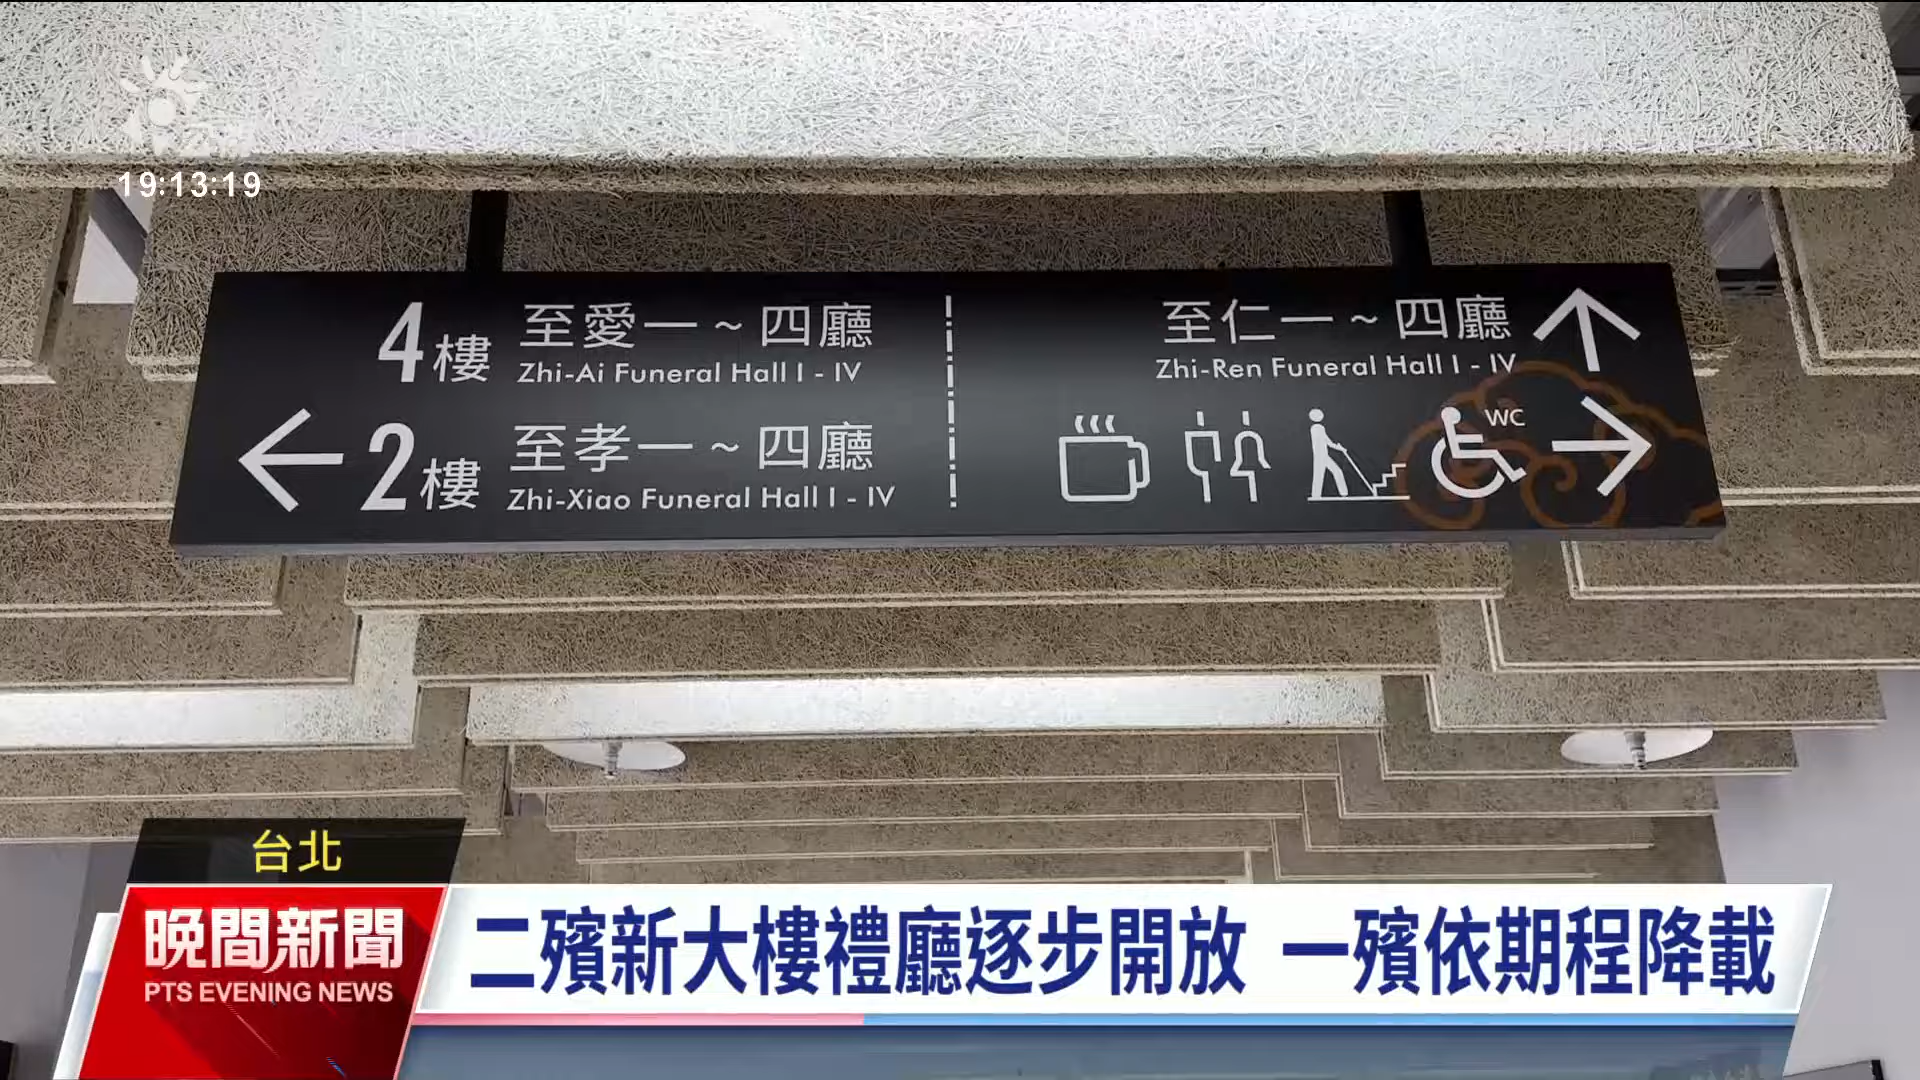 公視
19:13:19
4樓 至愛一~四廳
Zhi-Ai Funeral Hall I - IV
2樓 至孝一~四廳
Zhi-Xiao Funeral Hall I - IV
至仁一~四廳
Zhi-Ren Funeral Hall I - IV
WC
台北
晚間新聞
PTS EVENING NEWS
二殯新大樓禮廳逐步開放 一殯依期程降載